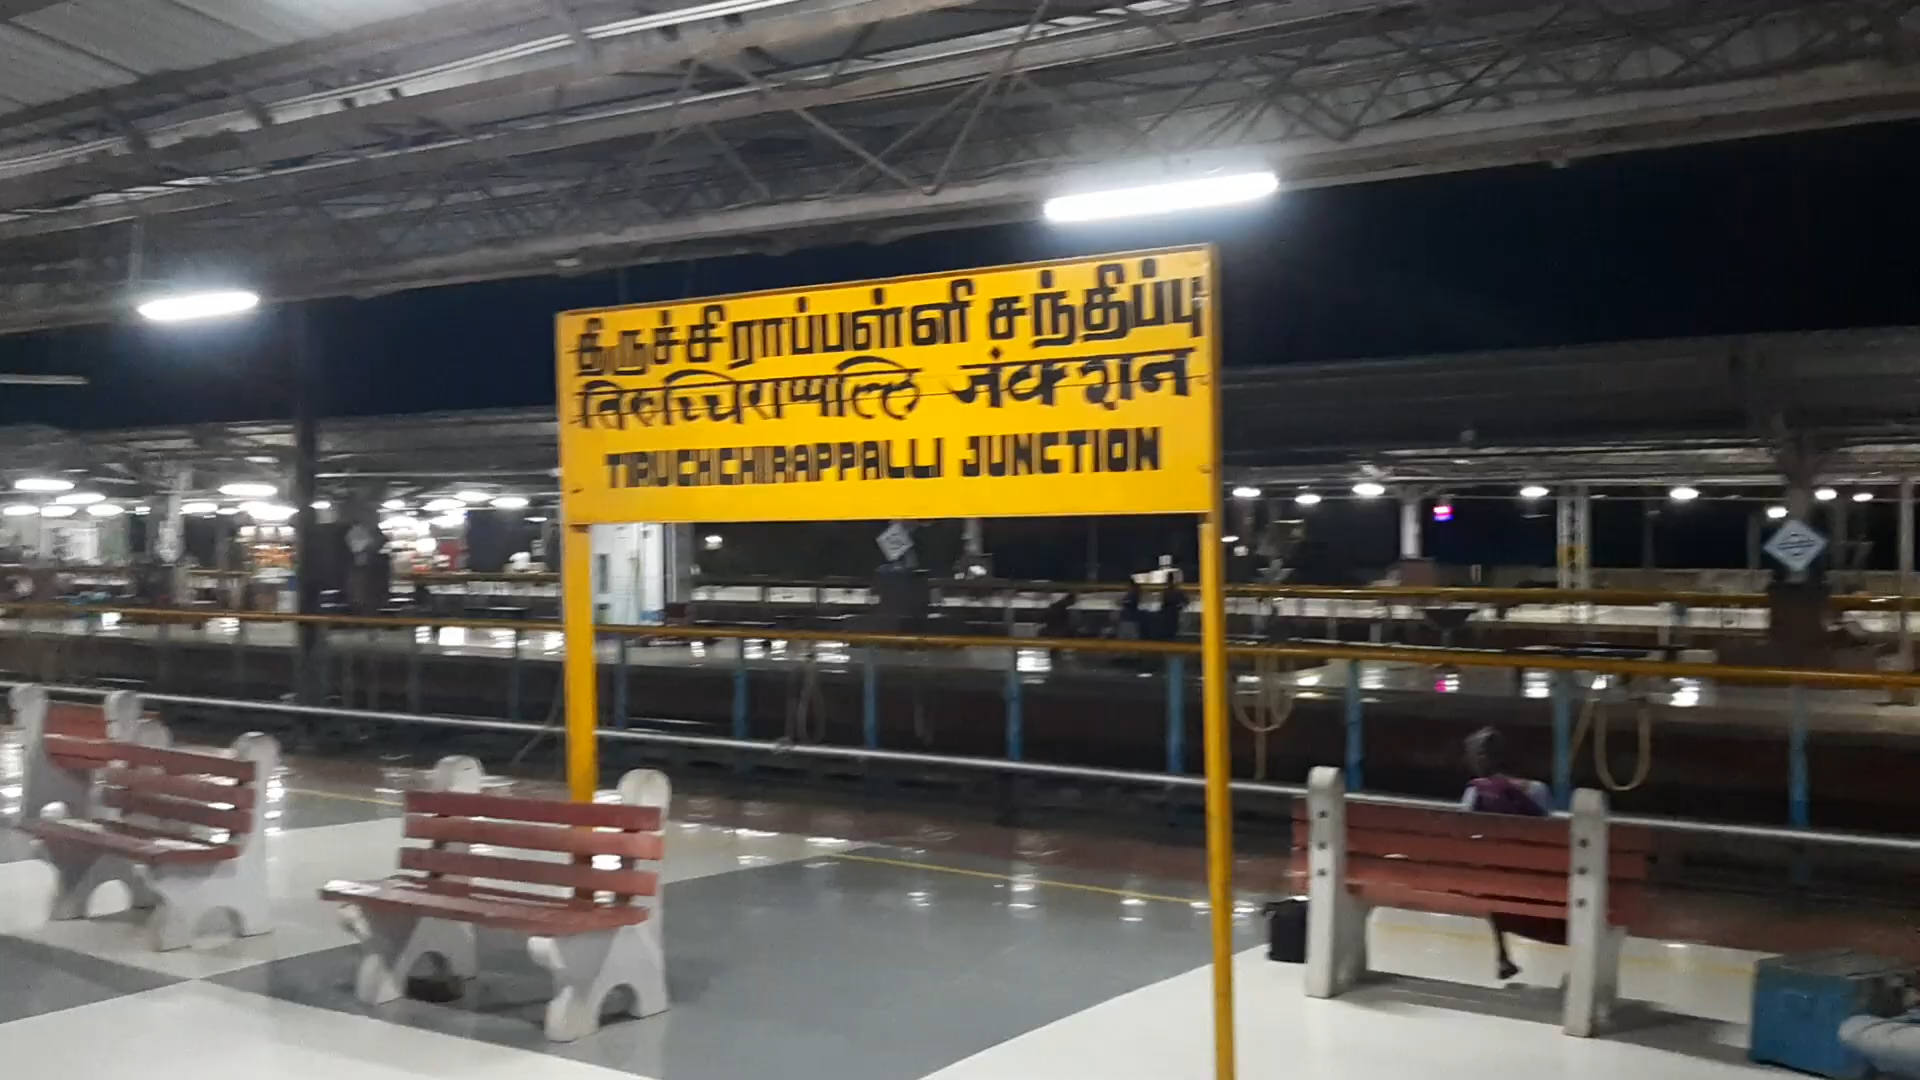 திருச்சிராப்பள்ளி சந்திப்பு
तिरुच्चिराप्पल्लि जंक्शन
TIRUCHCHIRAPPALLI JUNCTION